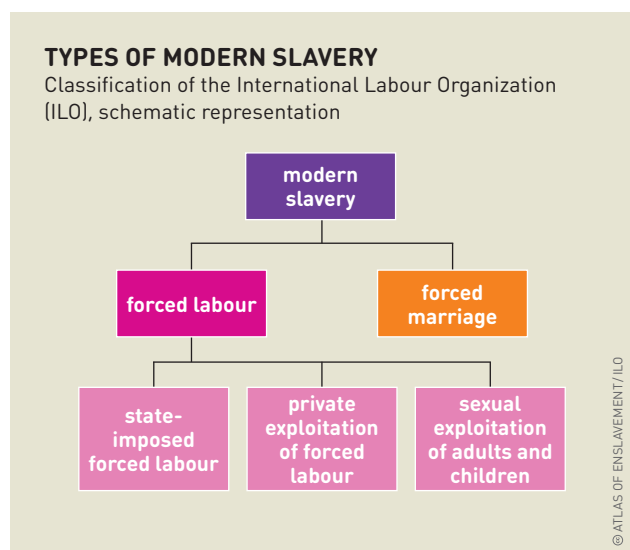 TYPES OF MODERN SLAVERY
Classification of the International Labour Organization
(ILO), schematic representation
modern
slavery
forced labour
forced
marriage
state-
imposed
forced labour
private
exploitation
of forced
labour
sexual
exploitation
of adults and
children
© ATLAS OF ENSLAVEMENT/ILO